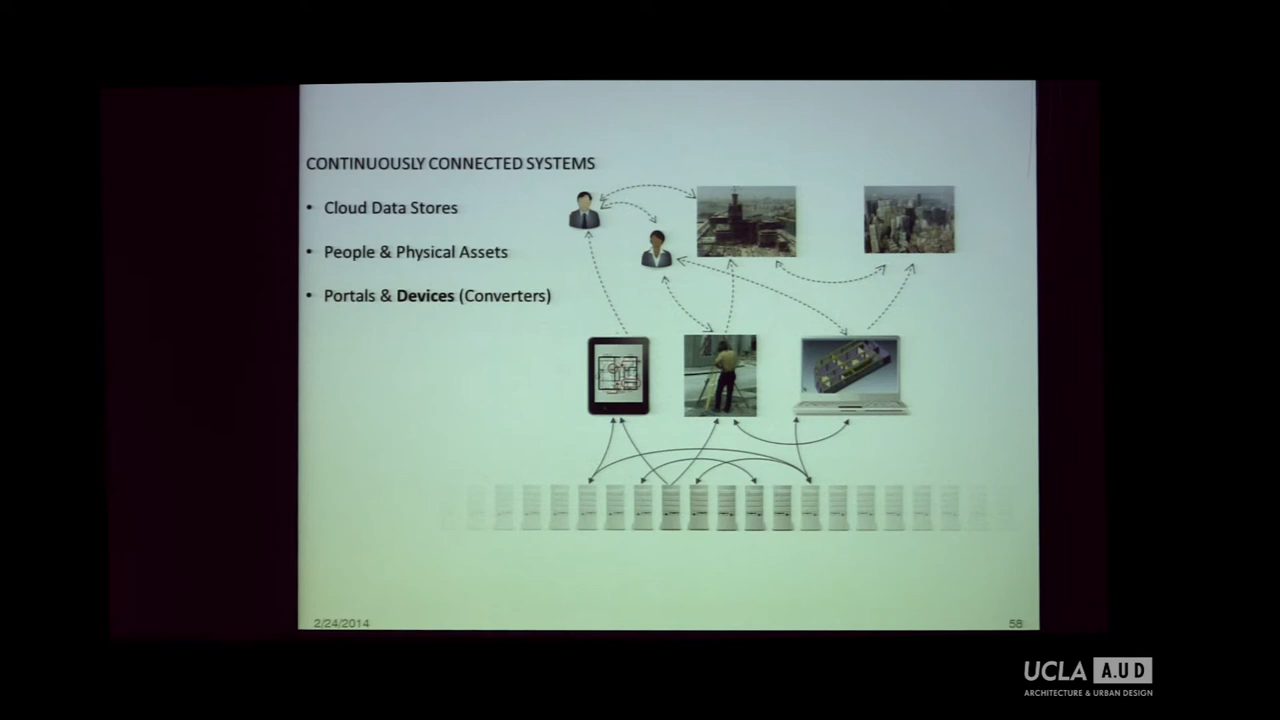 CONTINUOUSLY CONNECTED SYSTEMS
• Cloud Data Stores
• People & Physical Assets
• Portals & Devices (Converters)
2/24/2014
58
UCLA A.UD
ARCHITECTURE & URBAN DESIGN